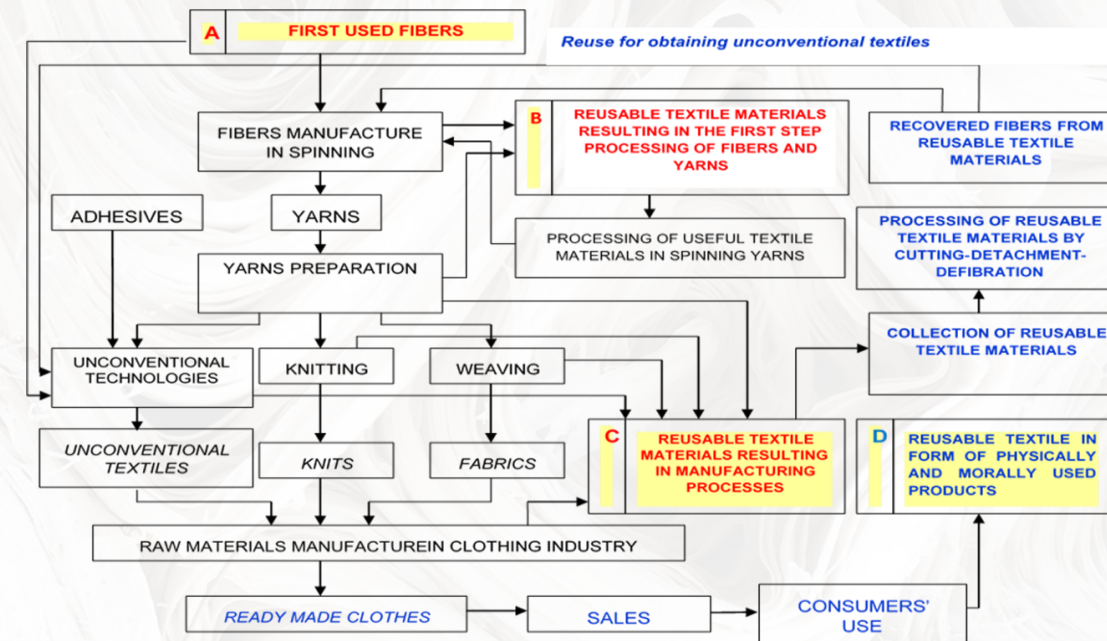 A
FIRST USED FIBERS
Reuse for obtaining unconventional textiles
FIBERS MANUFACTURE
IN SPINNING
B
REUSABLE TEXTILE MATERIALS
RESULTING IN THE FIRST STEP
PROCESSING OF FIBERS AND
YARNS
RECOVERED FIBERS FROM
REUSABLE TEXTILE
MATERIALS
ADHESIVES
YARNS
PROCESSING OF USEFUL TEXTILE
MATERIALS IN SPINNING YARNS
PROCESSING OF REUSABLE
TEXTILE MATERIALS BY
CUTTING-DETACHMENT-
DEFIBRATION
YARNS PREPARATION
COLLECTION OF REUSABLE
TEXTILE MATERIALS
UNCONVENTIONAL
TECHNOLOGIES
KNITTING
WEAVING
UNCONVENTIONAL
TEXTILES
KNITS
FABRICS
C
REUSABLE TEXTILE
MATERIALS RESULTING
IN MANUFACTURING
PROCESSES
D
REUSABLE TEXTILE IN
FORM OF PHYSICALLY
AND MORALLY USED
PRODUCTS
RAW MATERIALS MANUFACTUREIN CLOTHING INDUSTRY
READY MADE CLOTHES
SALES
CONSUMERS'
USE